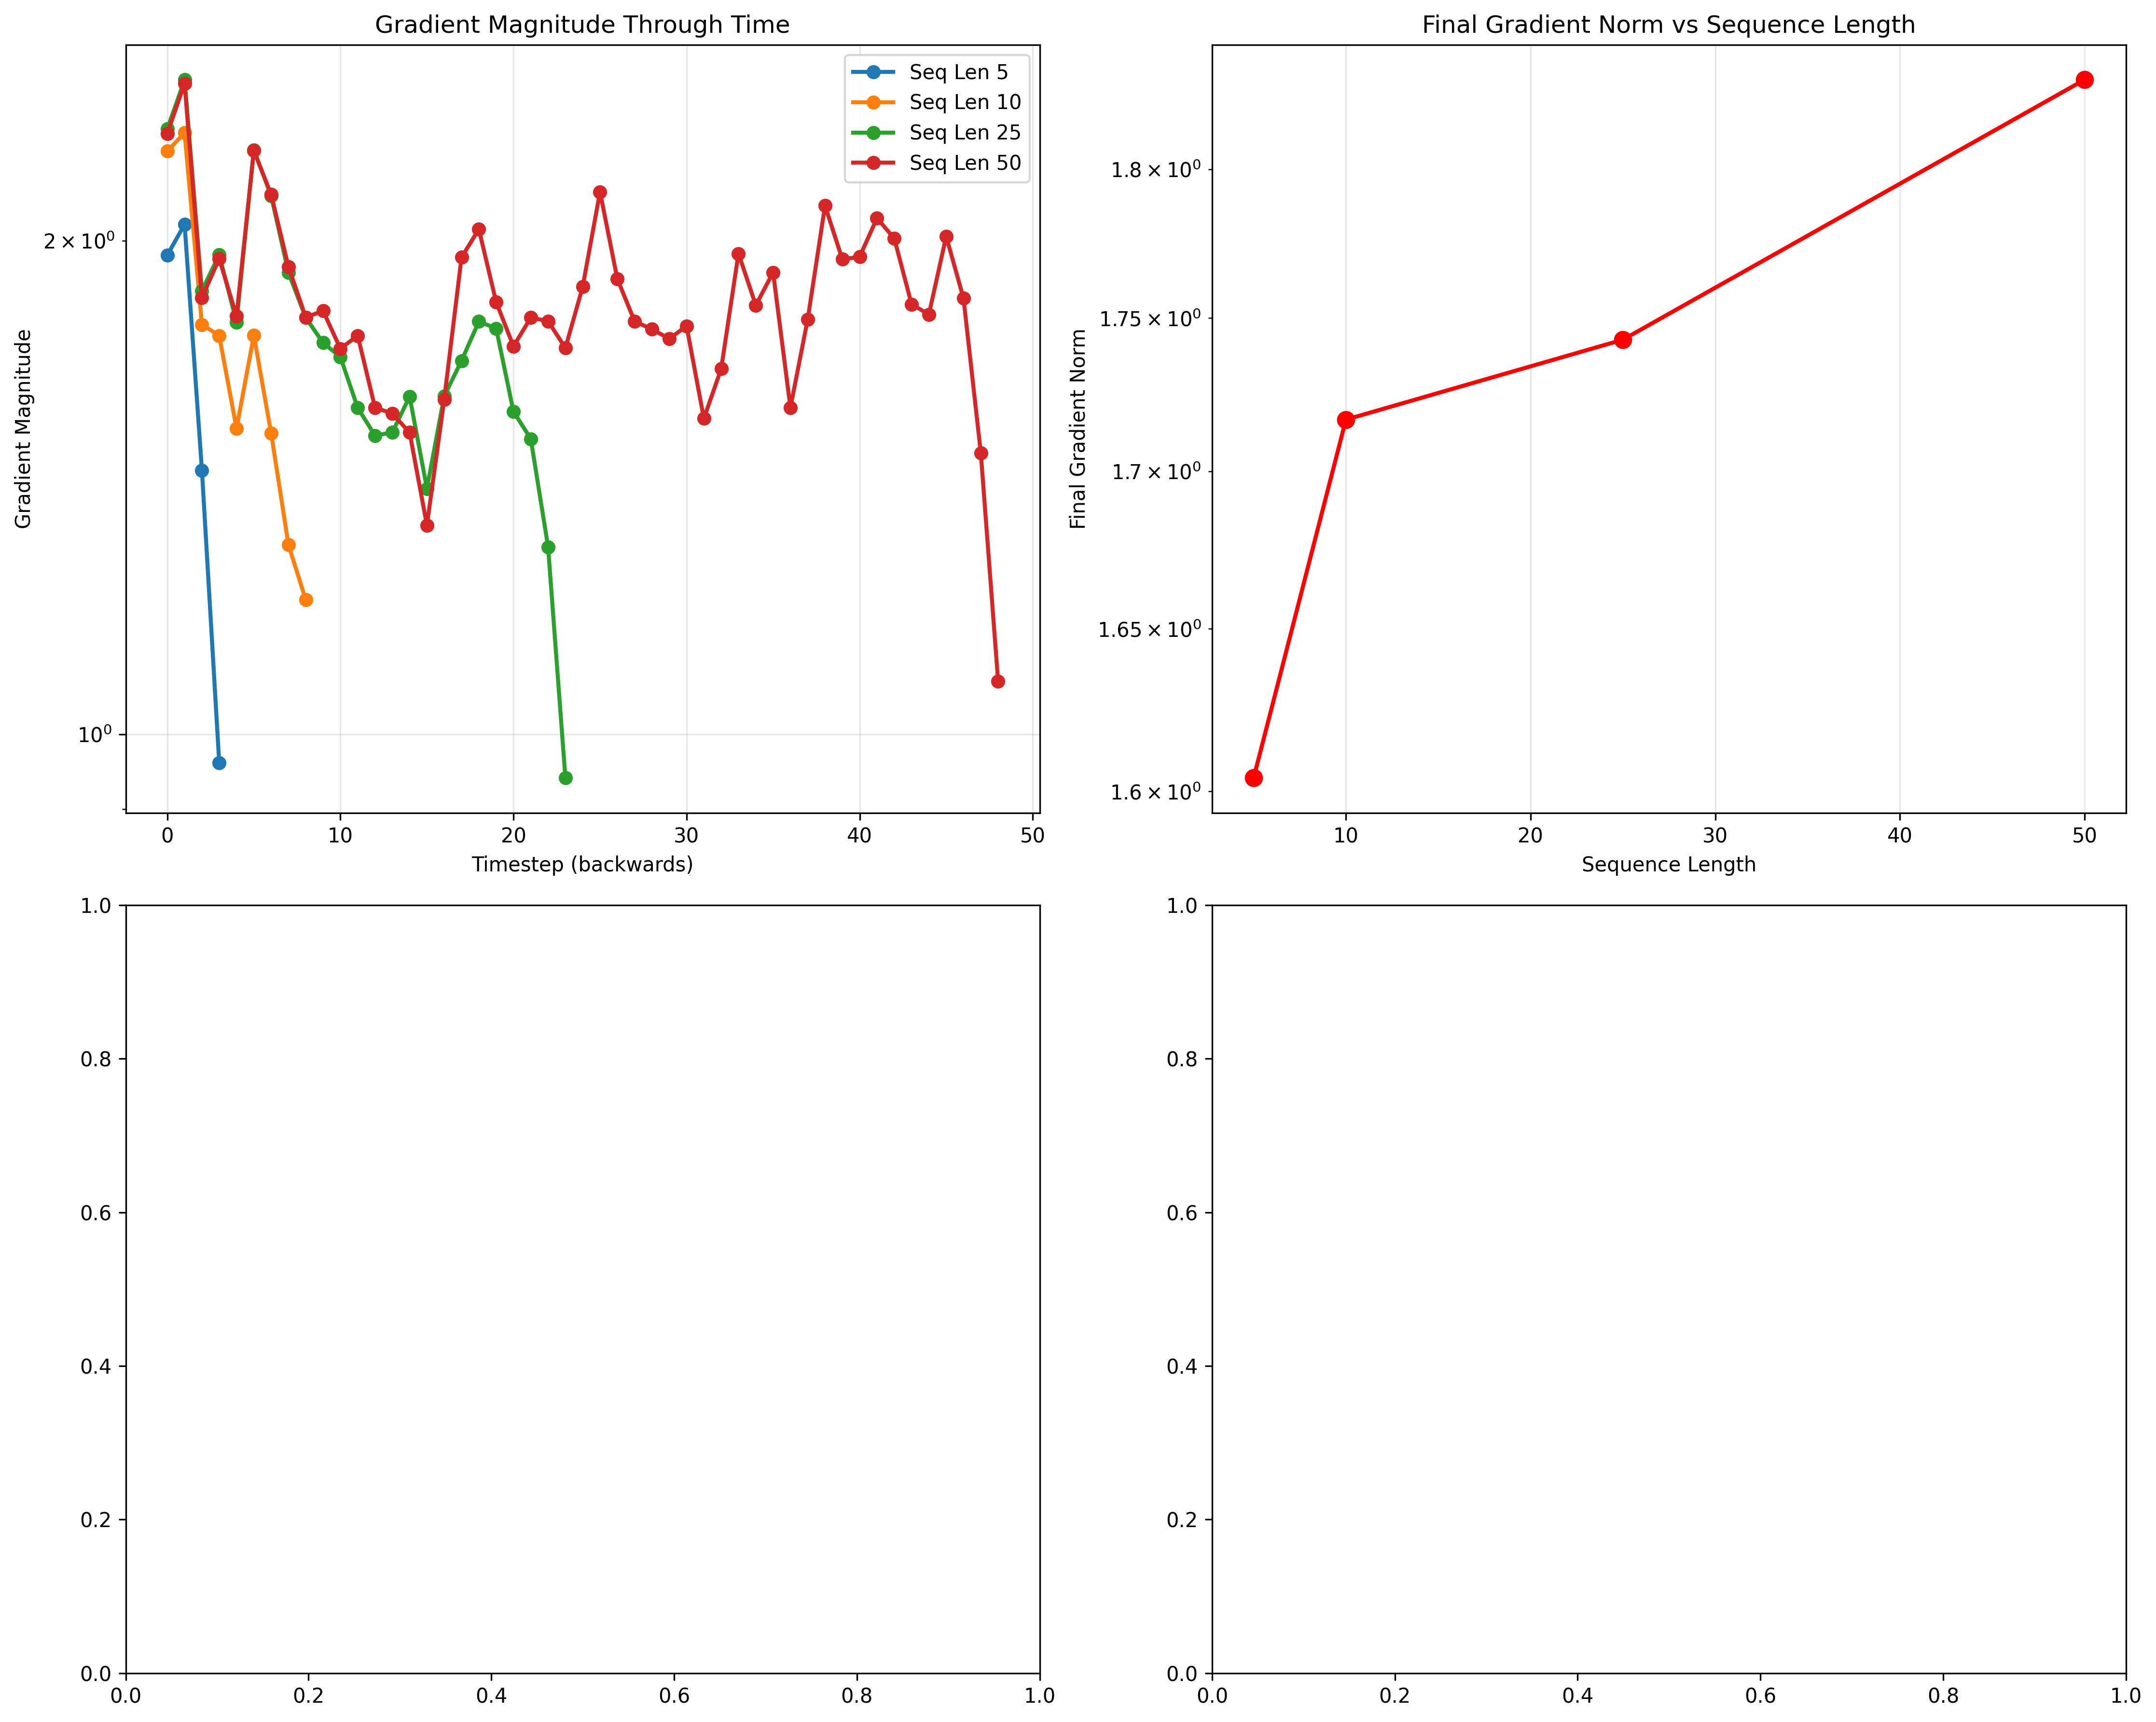 Gradient Magnitude Through Time
Gradient Magnitude
2 × 10⁰
10⁰
Seq Len 5
Seq Len 10
Seq Len 25
Seq Len 50
0 10 20 30 40 50
Timestep (backwards)
Final Gradient Norm vs Sequence Length
Final Gradient Norm
1.8 × 10⁰
1.75 × 10⁰
1.7 × 10⁰
1.65 × 10⁰
1.6 × 10⁰
10 20 30 40 50
Sequence Length
1.0
0.8
0.6
0.4
0.2
0.0
0.0 0.2 0.4 0.6 0.8 1.0
1.0
0.8
0.6
0.4
0.2
0.0
0.0 0.2 0.4 0.6 0.8 1.0